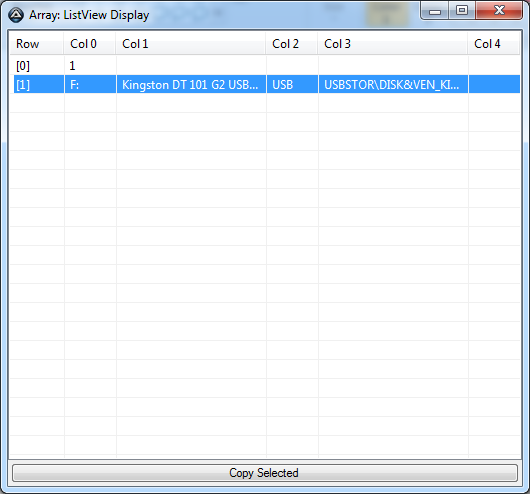 Array: ListView Display
Row Col 0 Col 1 Col 2 Col 3 Col 4
[0] 1
[1] F: Kingston DT 101 G2 USB... USB USBSTOR\DISK&VEN_KI...
Copy Selected